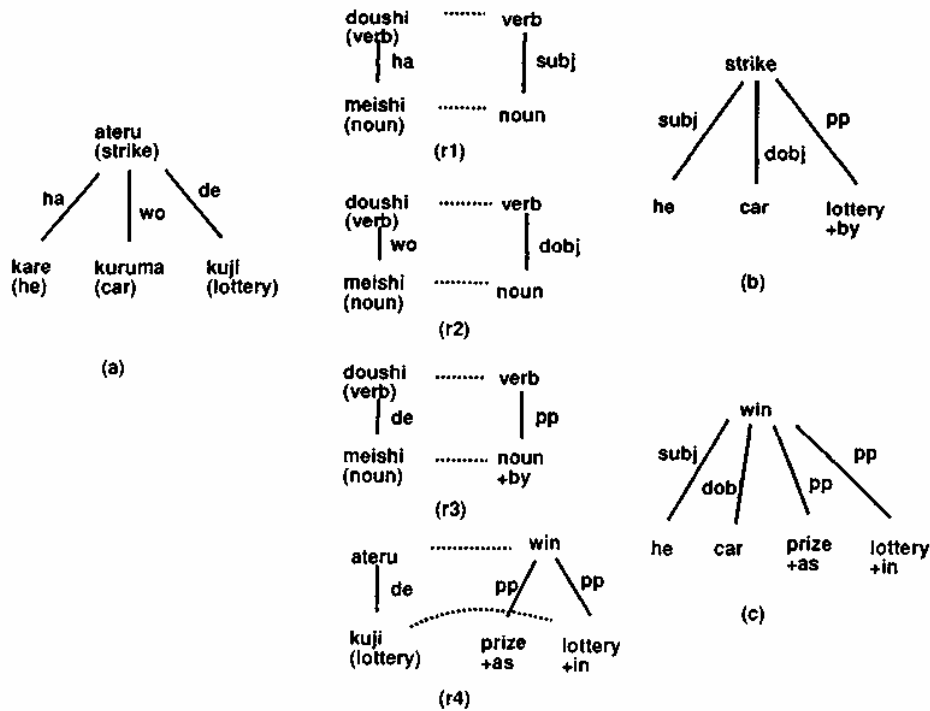 ateru
(strike)
ha
wo
de
kare
(he)
kuruma
(car)
kuji
(lottery)
(a)
doushi
(verb)
verb
ha
subj
meishi
(noun)
noun
(r1)
doushi
(verb)
verb
wo
dobj
meishi
(noun)
noun
(r2)
doushi
(verb)
verb
de
pp
meishi
(noun)
noun
+by
(r3)
ateru
win
de
pp
pp
kuji
(lottery)
prize
+as
lottery
+in
(r4)
strike
subj
dobj
pp
he
car
lottery
+by
(b)
win
subj
dob
pp
pp
he
car
prize
+as
lottery
+in
(c)